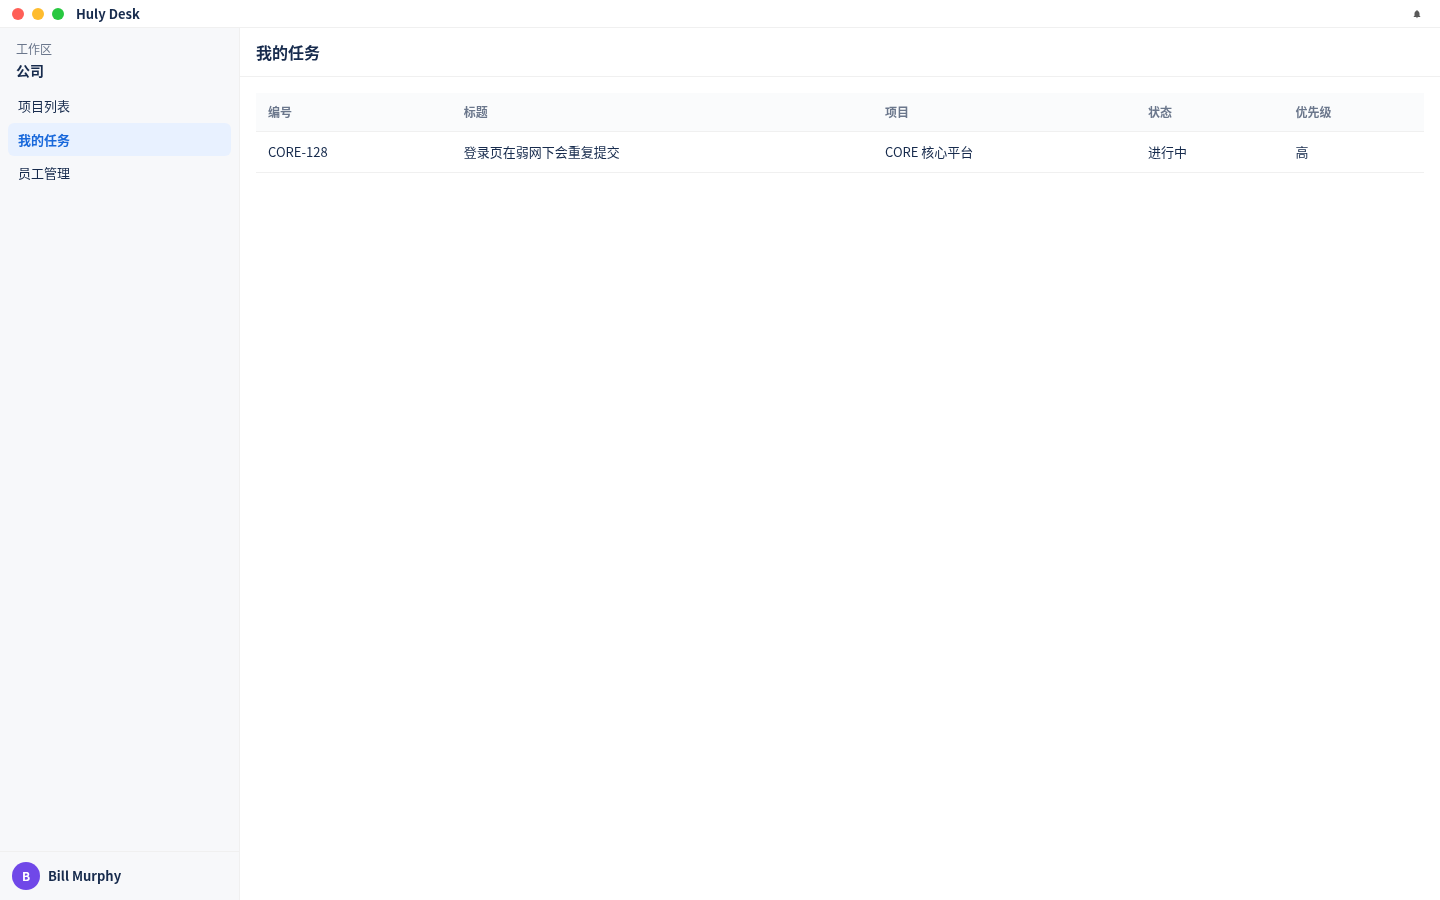 Huly Desk
工作区
公司
项目列表
我的任务
员工管理
Bill Murphy
B
我的任务
编号 标题 项目 状态 优先级
CORE-128 登录页在弱网下会重复提交 CORE 核心平台 进行中 高